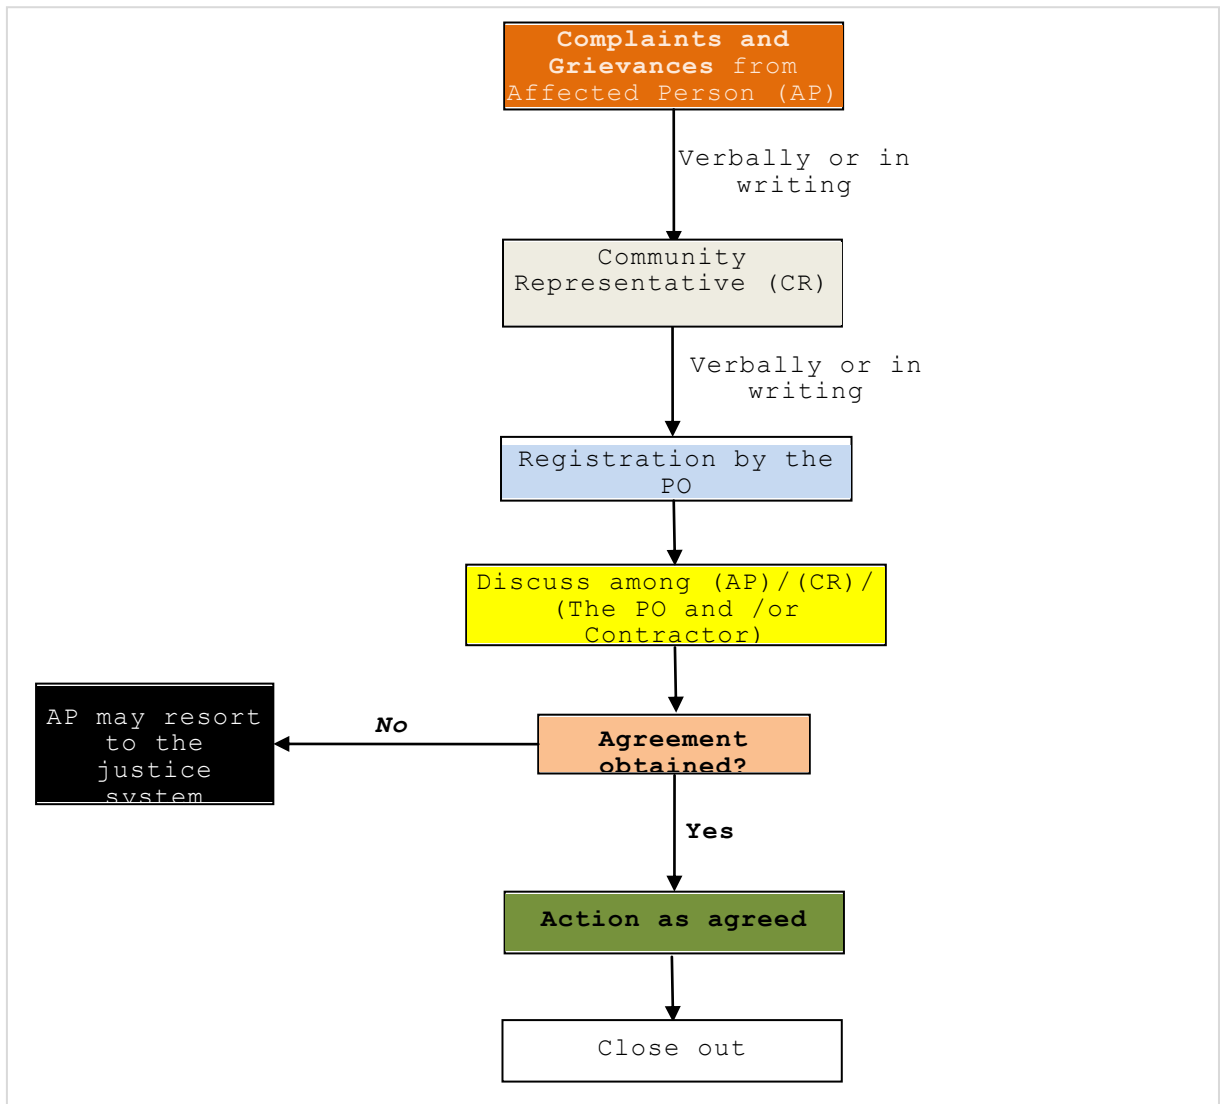 Complaints and
Grievances from
Affected Person (AP)
Verbally or in
writing
Community
Representative (CR)
Verbally or in
writing
Registration by the
PO
Discuss among (AP)/(CR)/
(The PO and /or
Contractor)
AP may resort
to the
justice
system
No
Agreement
obtained?
Yes
Action as agreed
Close out